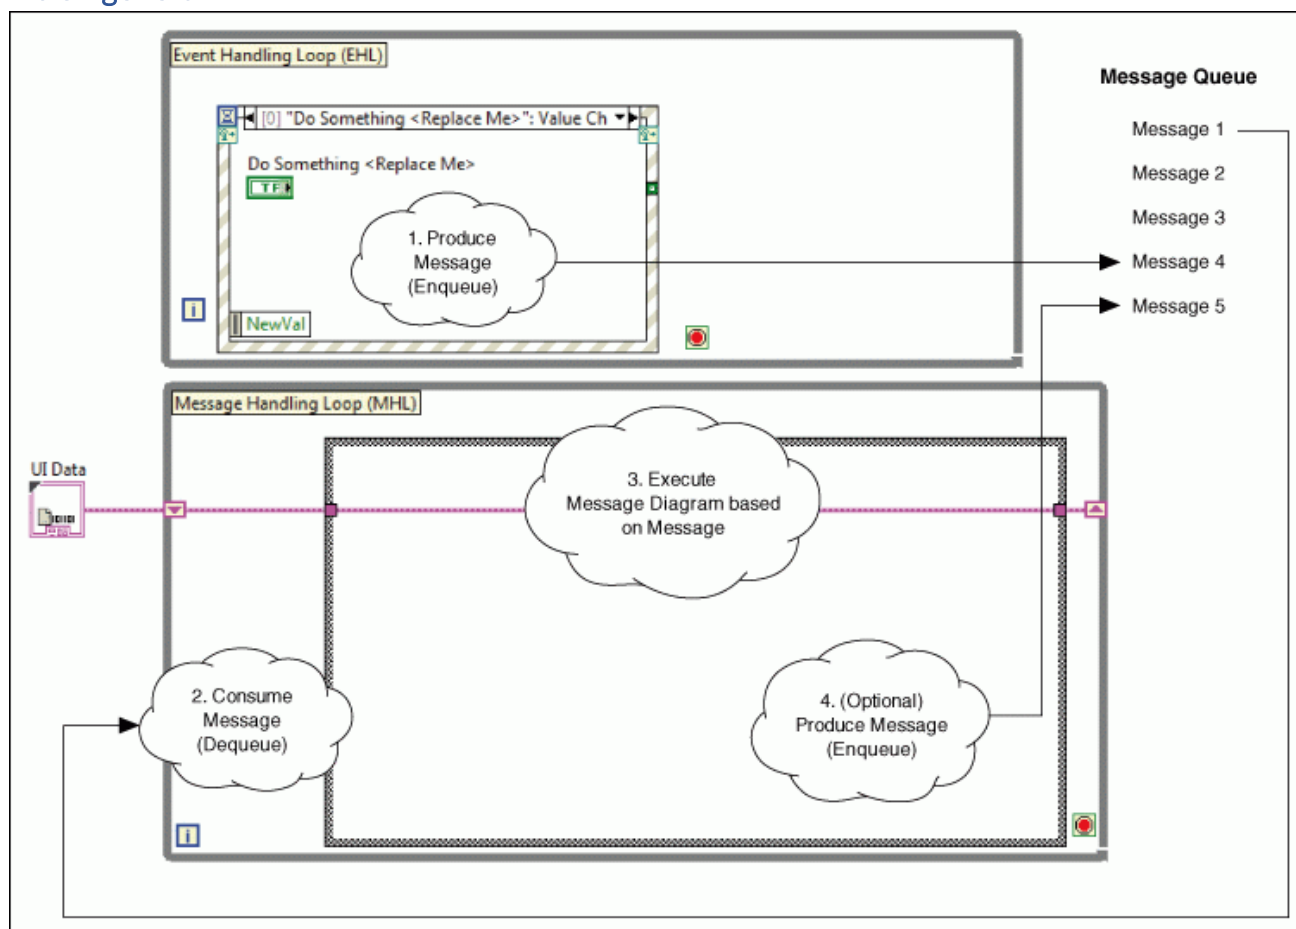 Event Handling Loop (EHL)
[0] "Do Something <Replace Me>": Value Ch
Do Something <Replace Me>
TF
1. Produce
Message
(Enqueue)
i
NewVal
Message Queue
Message 1
Message 2
Message 3
Message 4
Message 5
Message Handling Loop (MHL)
UI Data
3. Execute
Message Diagram based
on Message
2. Consume
Message
(Dequeue)
4. (Optional)
Produce Message
(Enqueue)
i